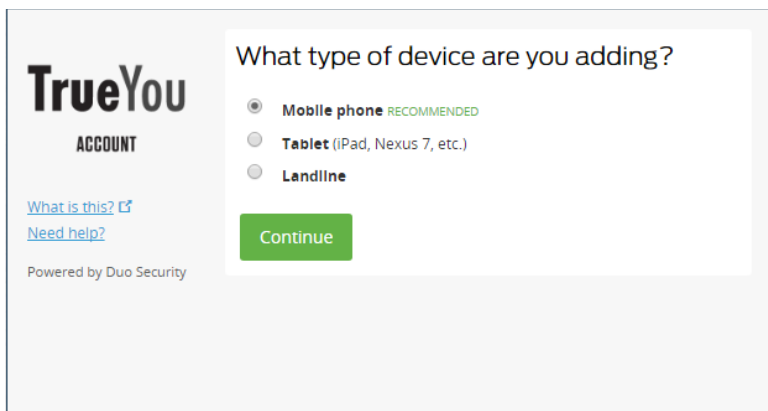 TrueYou
ACCOUNT
What is this?
Need help?
Powered by Duo Security
What type of device are you adding?
Mobile phone RECOMMENDED
Tablet (iPad, Nexus 7, etc.)
Landline
Continue